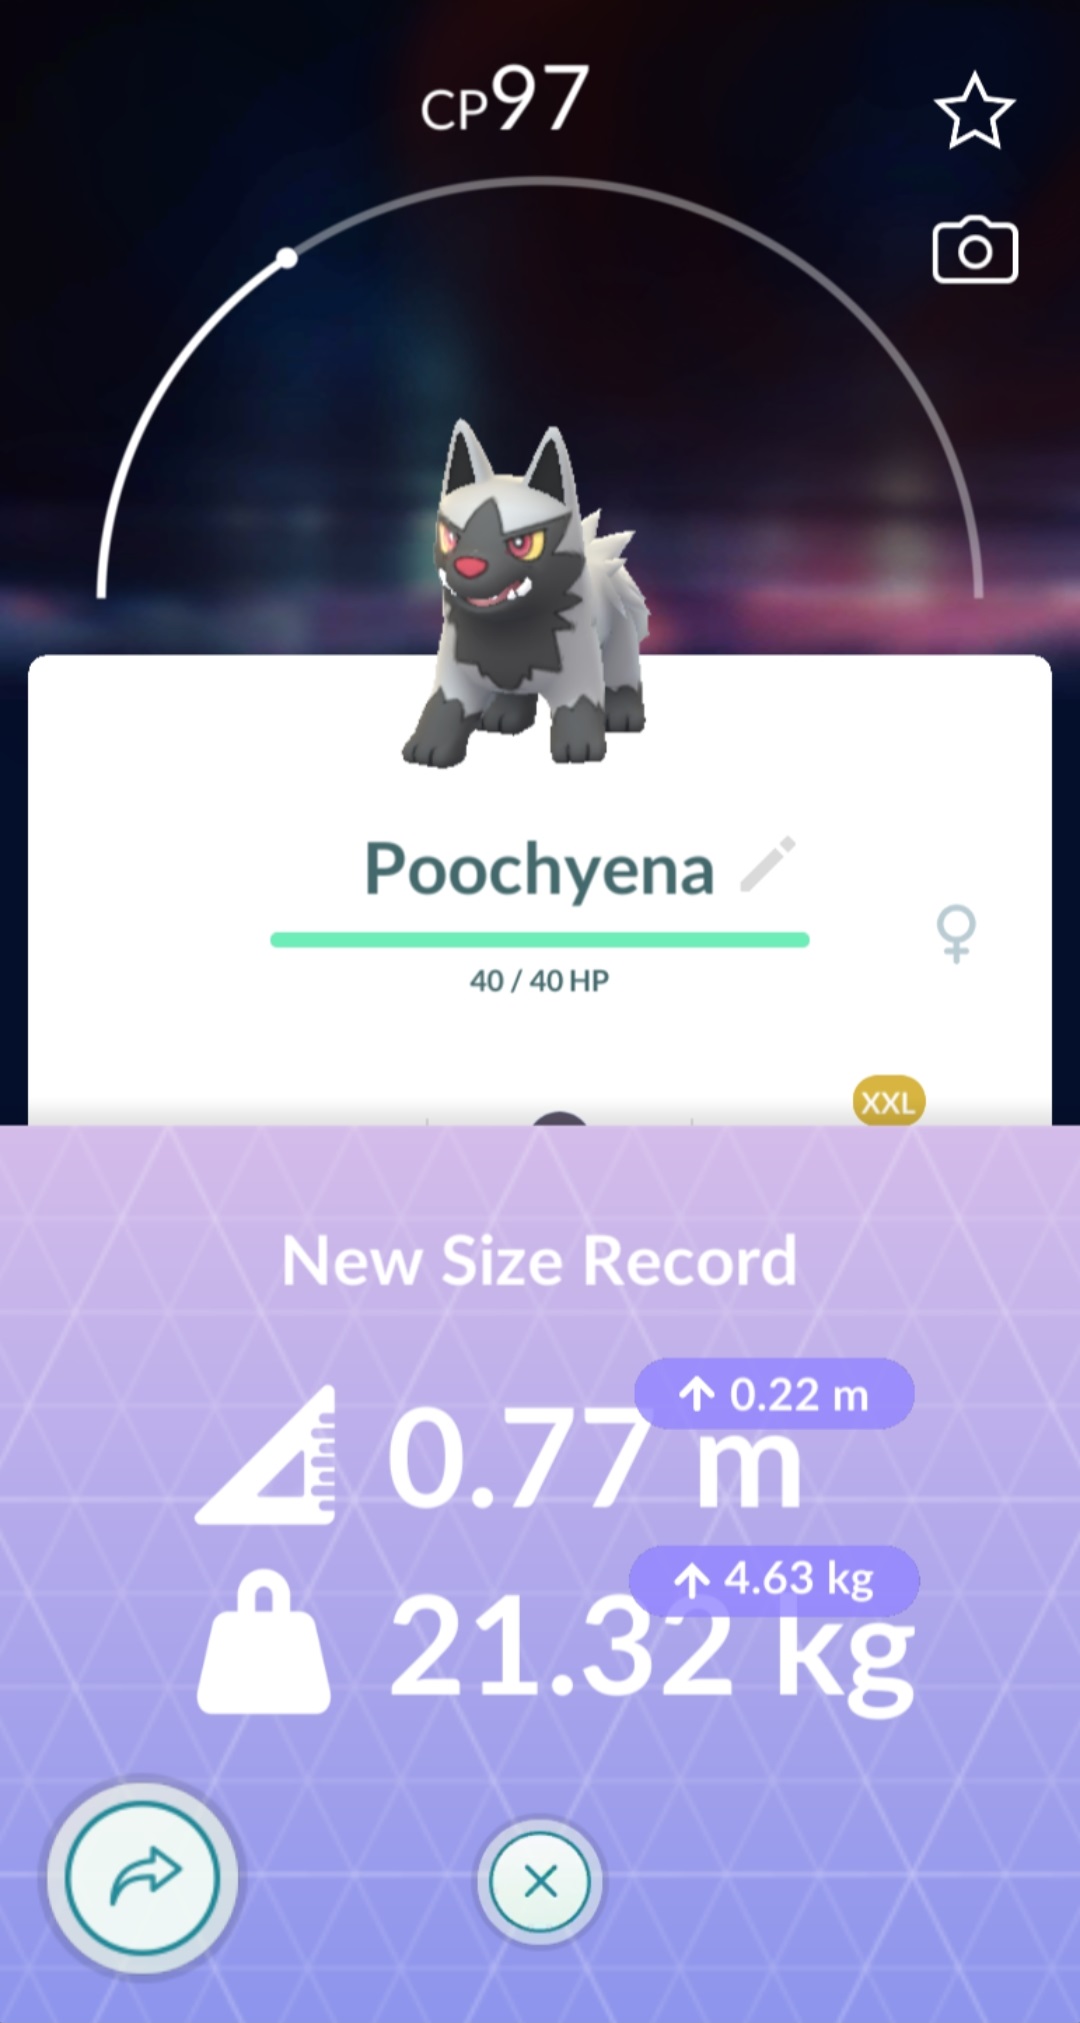 CP97
Poochyena
40 / 40 HP
XXL
New Size Record
0.22 m
0.77 m
4.63 kg
21.32 kg